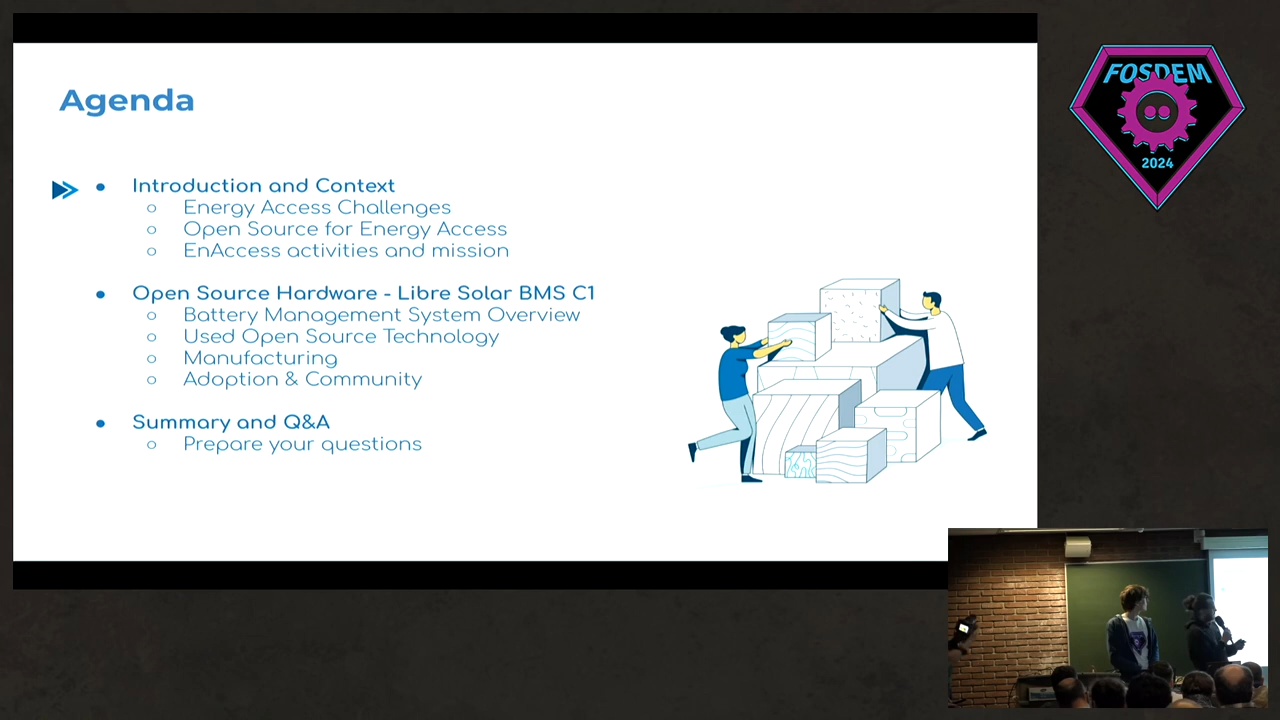 Agenda
Introduction and Context
Energy Access Challenges
Open Source for Energy Access
EnAccess activities and mission
Open Source Hardware - Libre Solar BMS C1
Battery Management System Overview
Used Open Source Technology
Manufacturing
Adoption & Community
Summary and Q&A
Prepare your questions
FOSDEM
2024